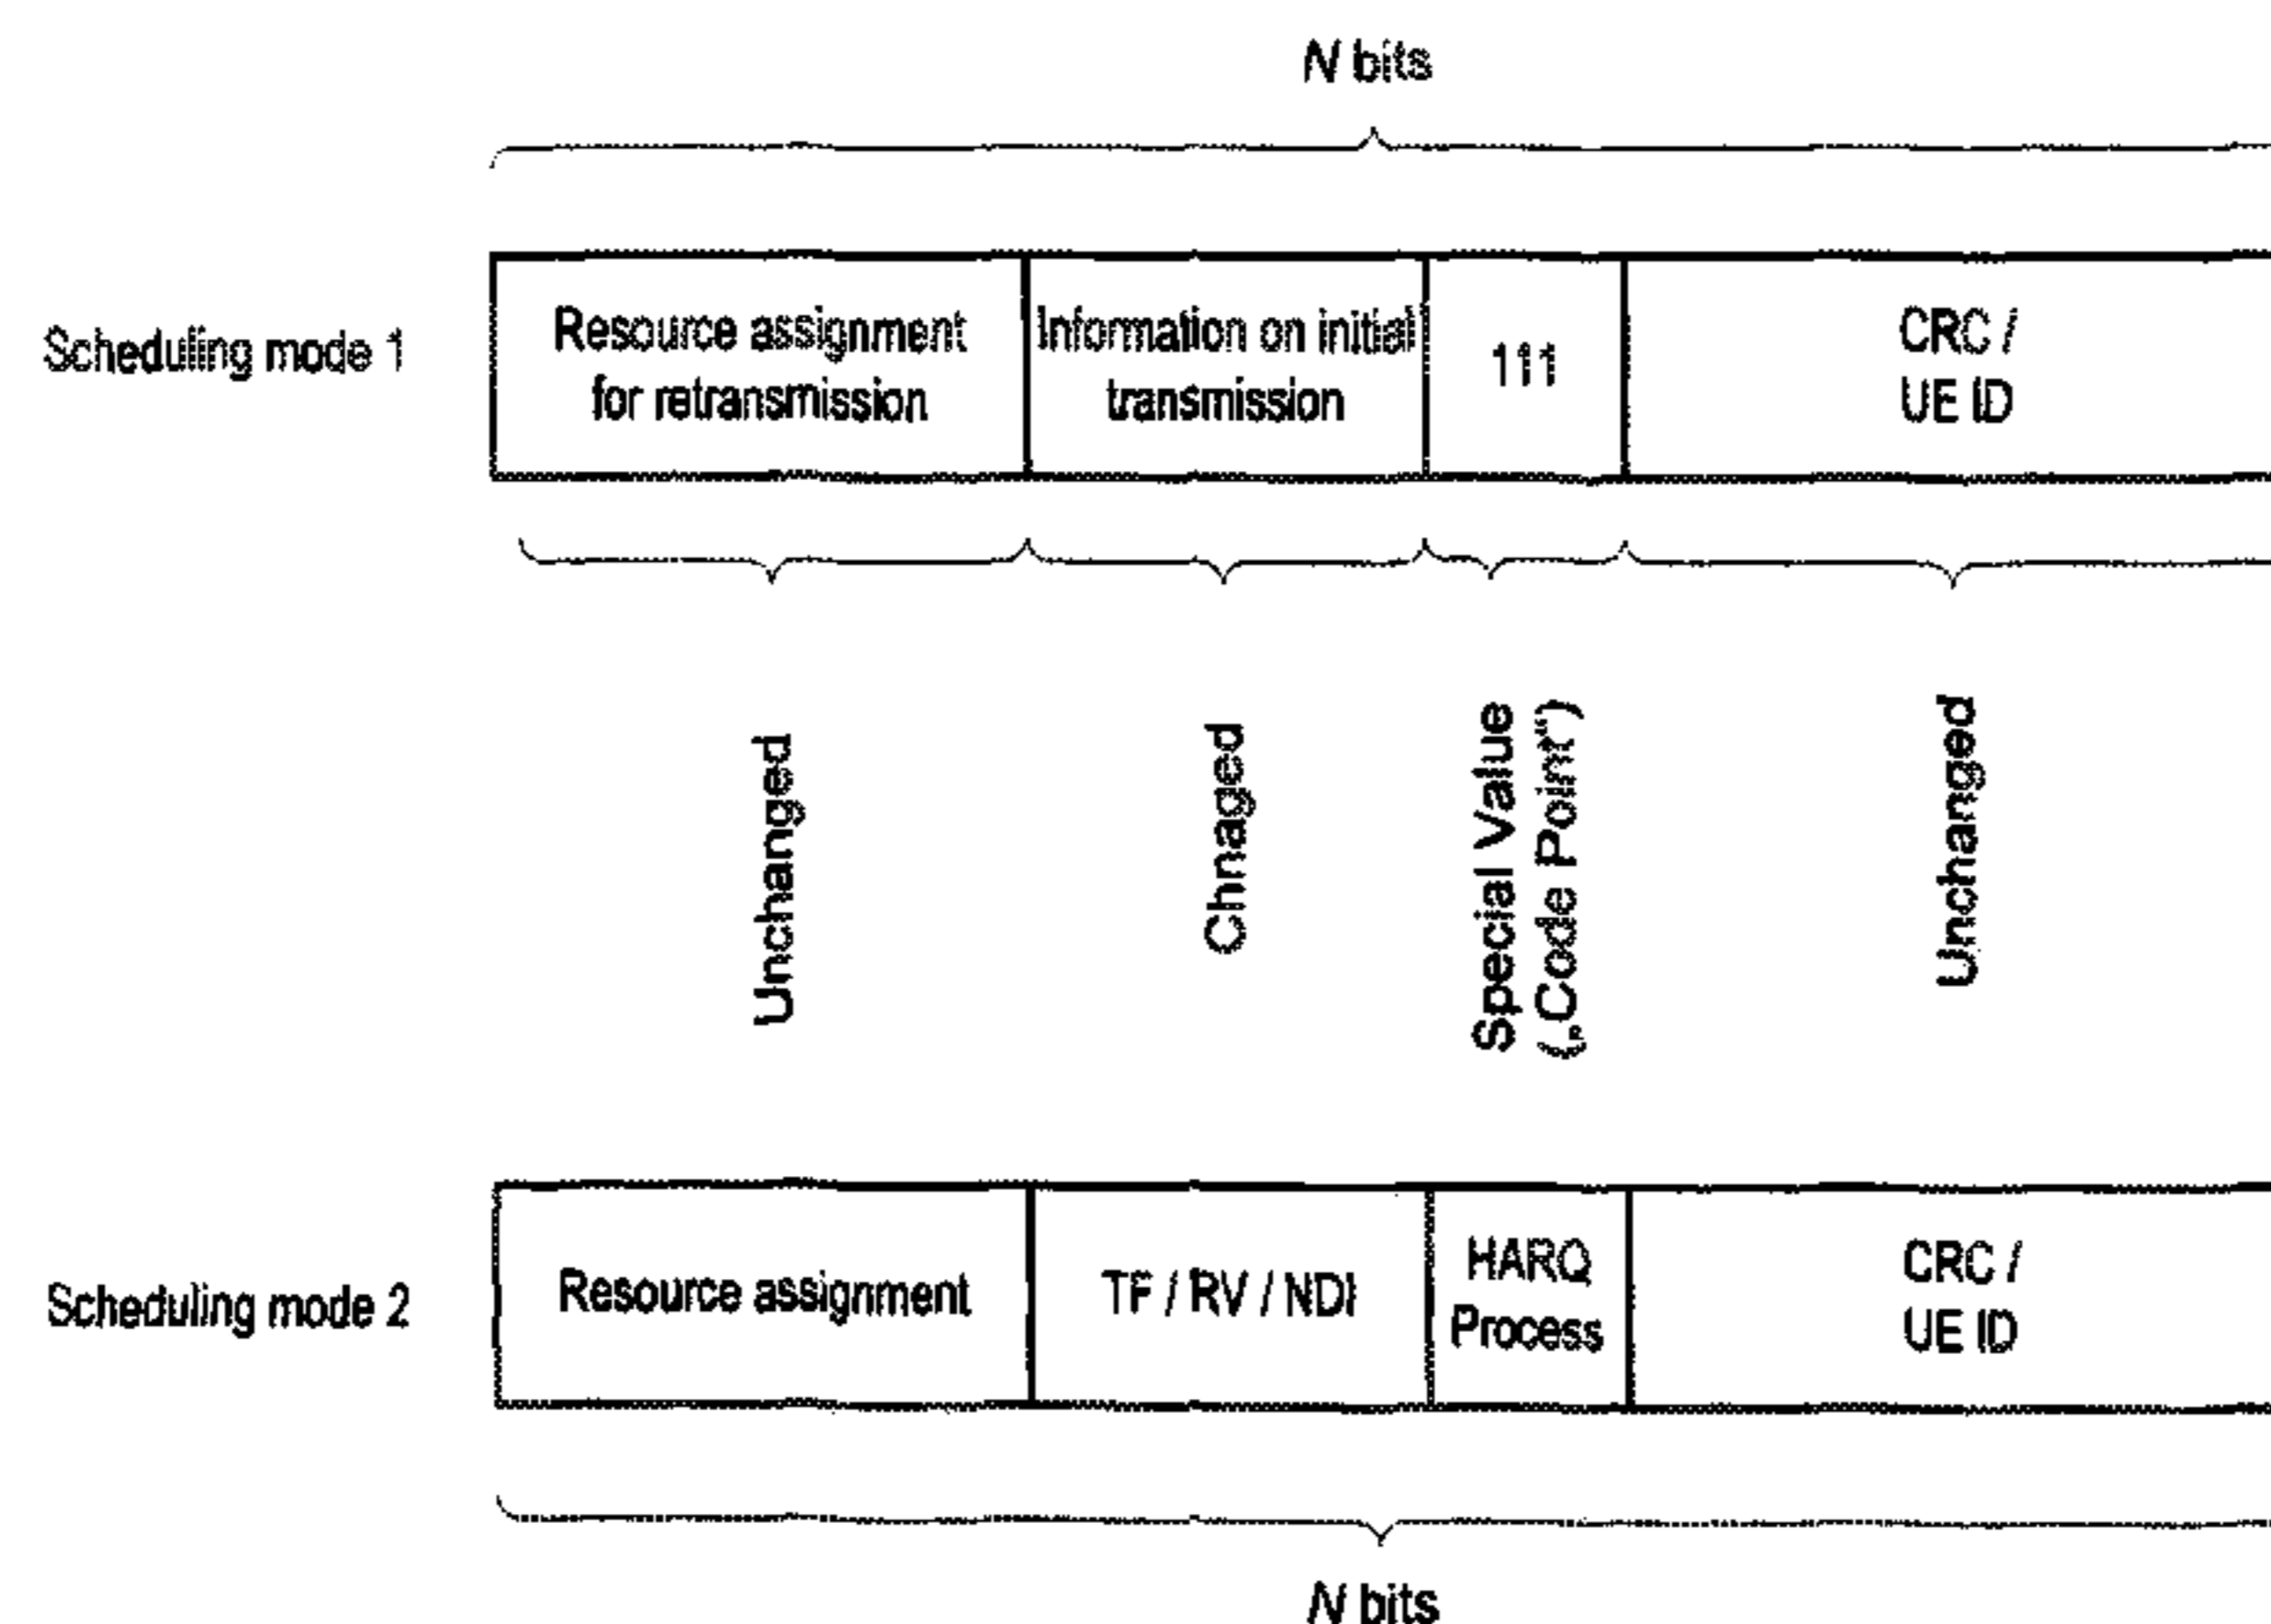 N bits
Scheduling mode 1
Resource assignment
for retransmission
Information on initial
transmission
111
CRC /
UE ID
Unchanged
Chnaged
Special Value
(„Code Point“)
Unchanged
Scheduling mode 2
Resource assignment
TF / RV / NDI
HARQ
Process
CRC /
UE ID
N bits